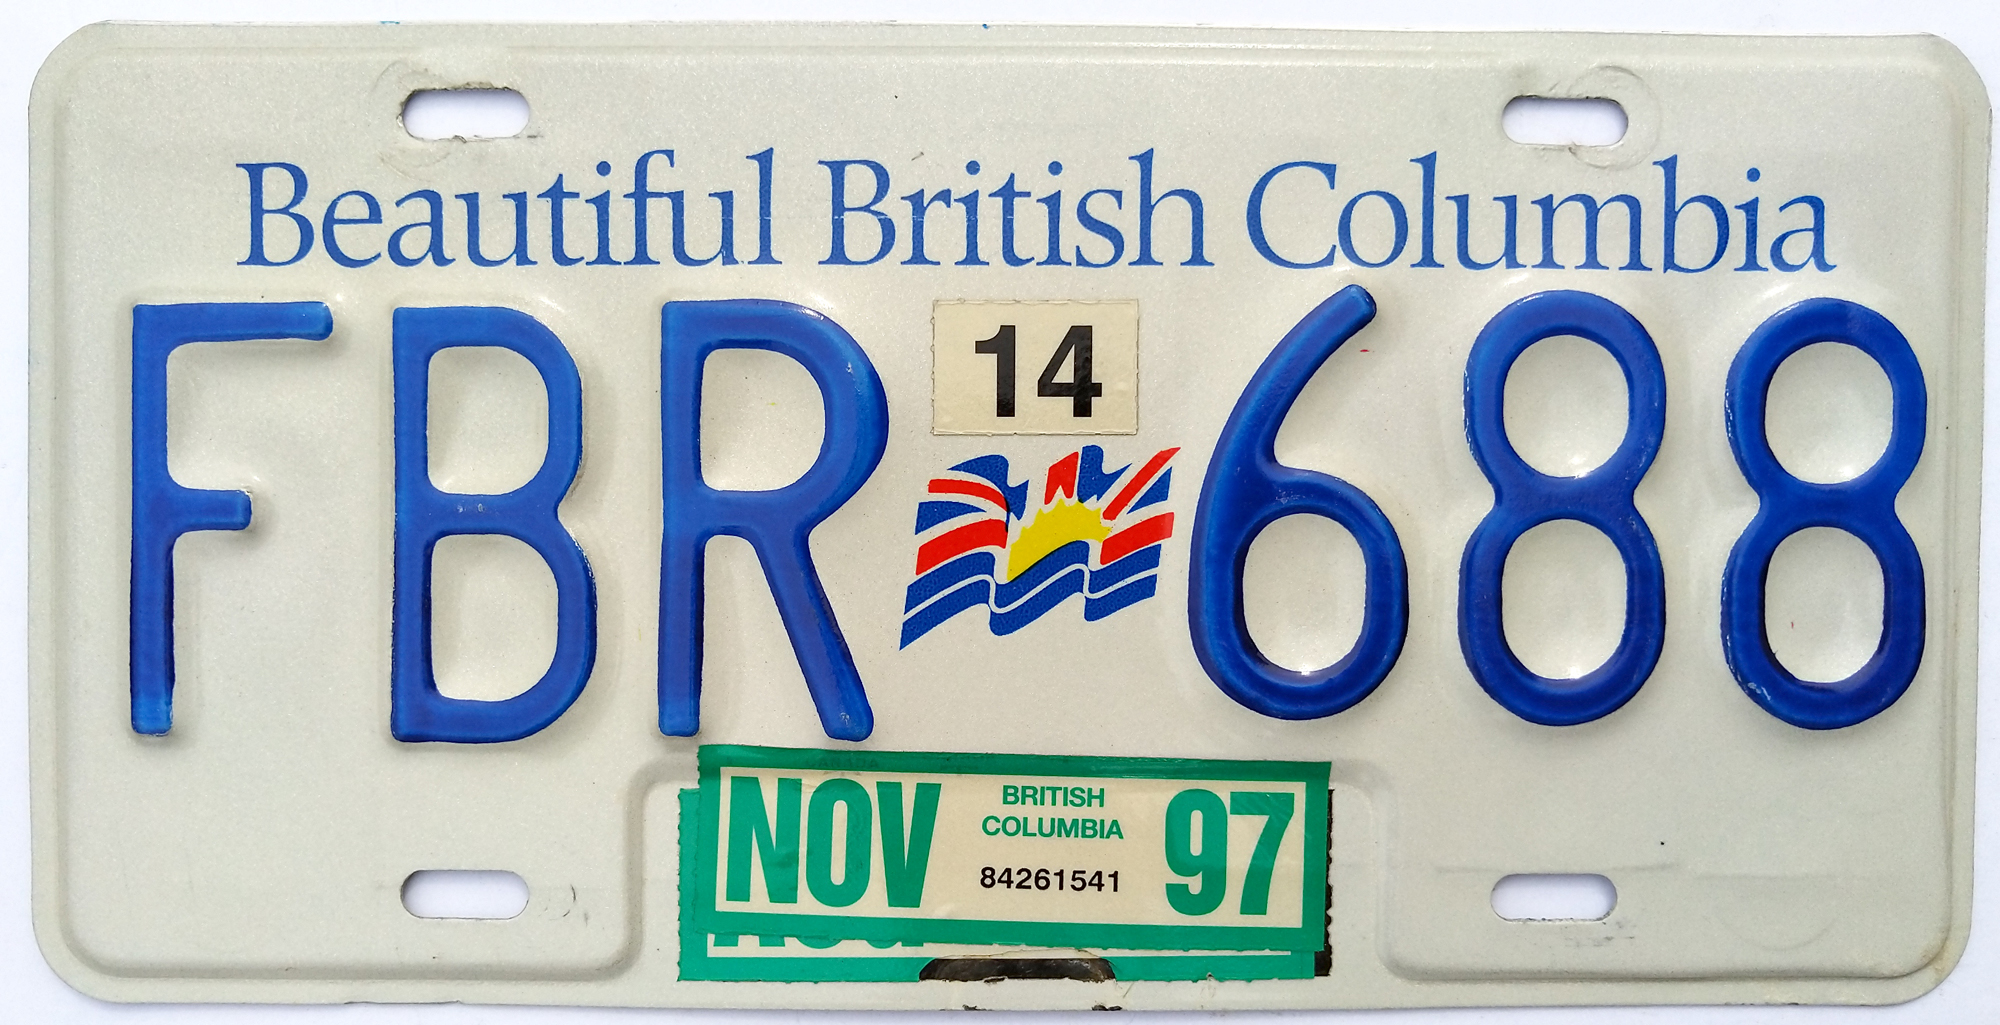 Beautiful British Columbia
FBR 14 688
NOV BRITISH COLUMBIA 97
84261541